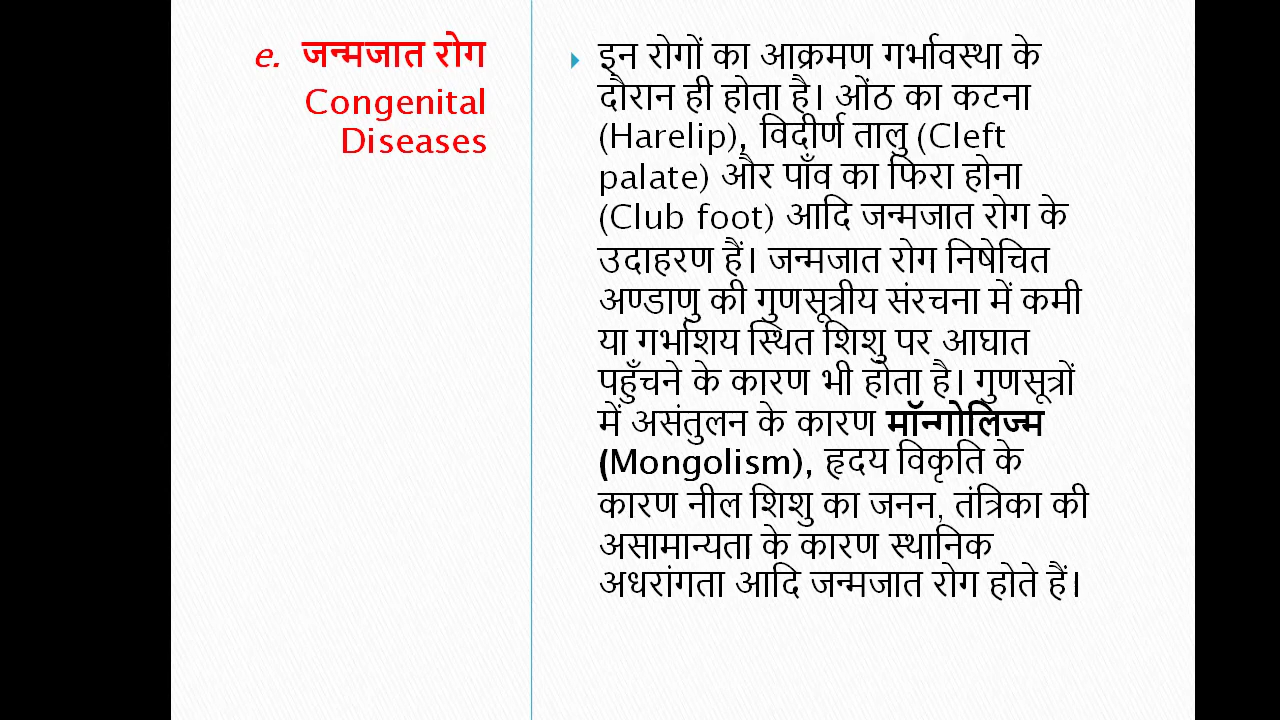 e. जन्मजात रोग
Congenital
Diseases
इन रोगों का आक्रमण गर्भावस्था के
दौरान ही होता है। ओंठ का कटना
(Harelip), विदीर्ण तालु (Cleft
palate) और पाँव का फिरा होना
(Club foot) आदि जन्मजात रोग के
उदाहरण हैं। जन्मजात रोग निषेचित
अण्डाणु की गुणसूत्रीय संरचना में कमी
या गर्भाशय स्थित शिशु पर आघात
पहुँचने के कारण भी होता है। गुणसूत्रों
में असंतुलन के कारण मॉन्गोलिज्म
(Mongolism), हृदय विकृति के
कारण नील शिशु का जनन, तंत्रिका की
असामान्यता के कारण स्थानिक
अधरांगता आदि जन्मजात रोग होते हैं।